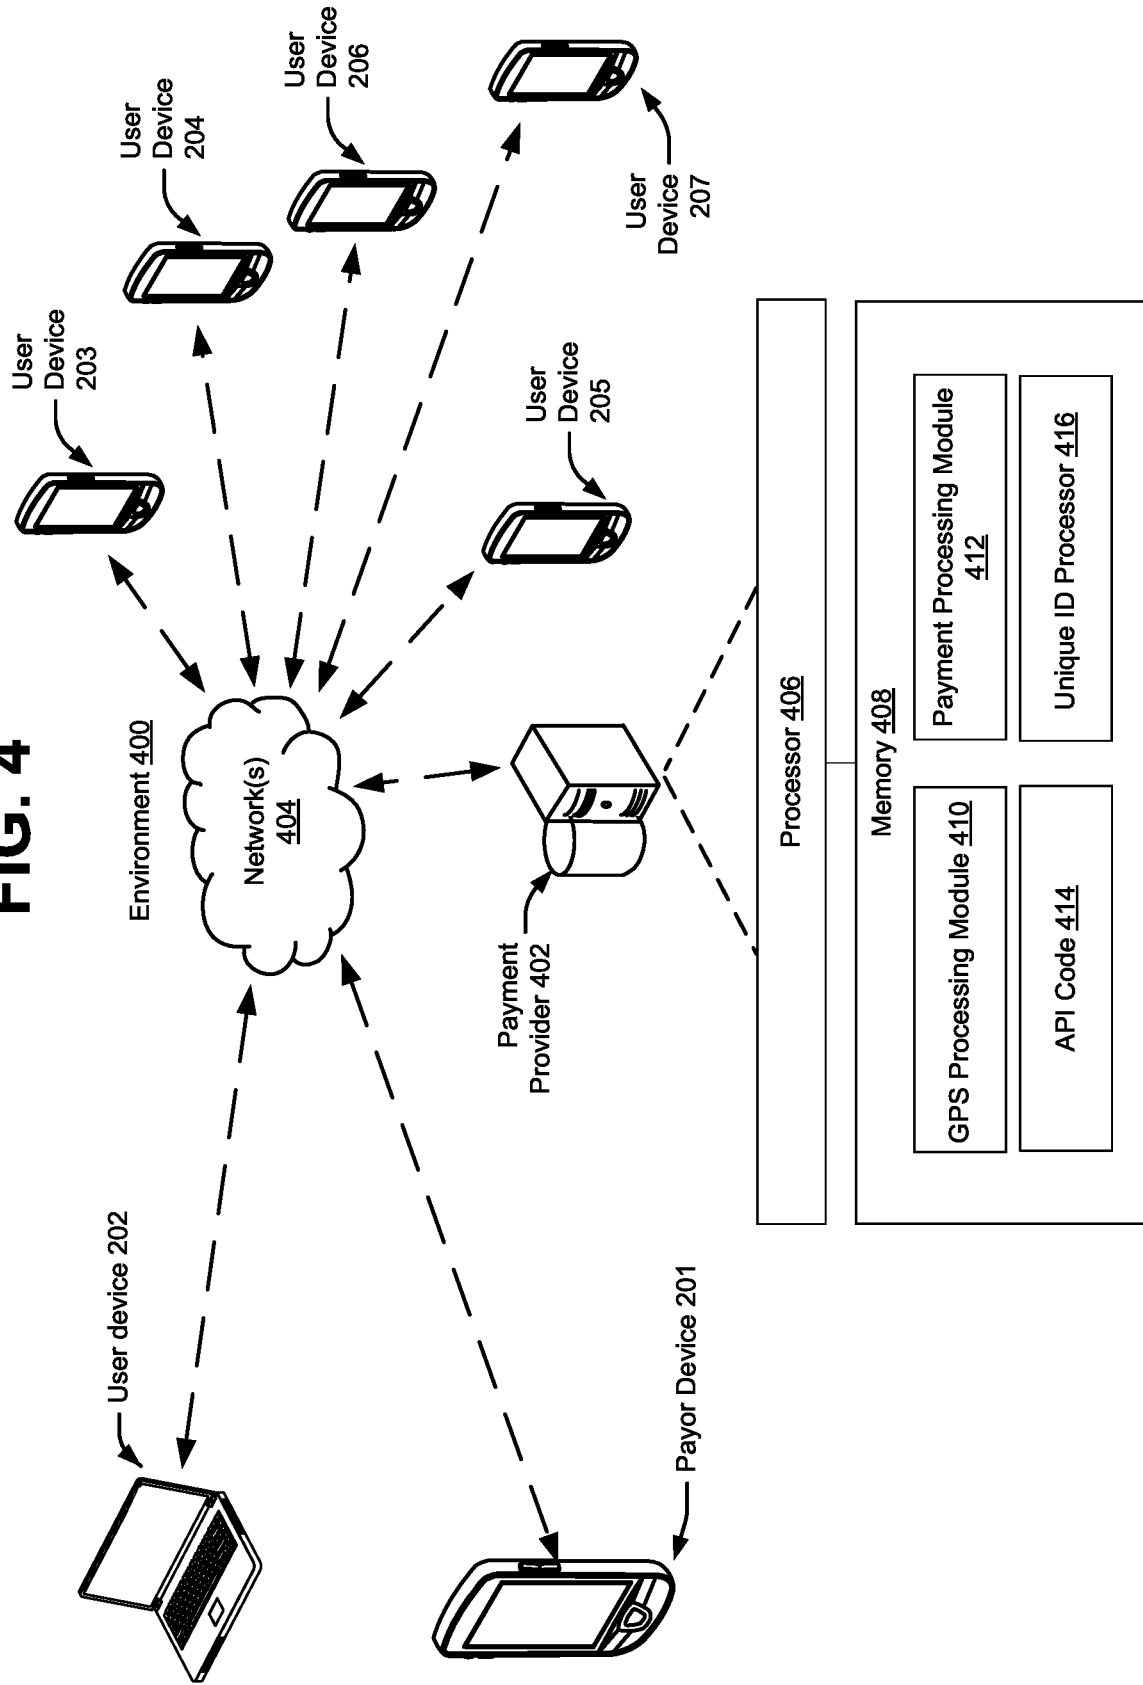 FIG. 4
Environment 400
Network(s)
404
User device 202
Payor Device 201
User
Device
203
User
Device
204
User
Device
206
User
Device
207
User
Device
205
Payment
Provider 402
Processor 406
Memory 408
GPS Processing Module 410
Payment Processing Module
412
API Code 414
Unique ID Processor 416